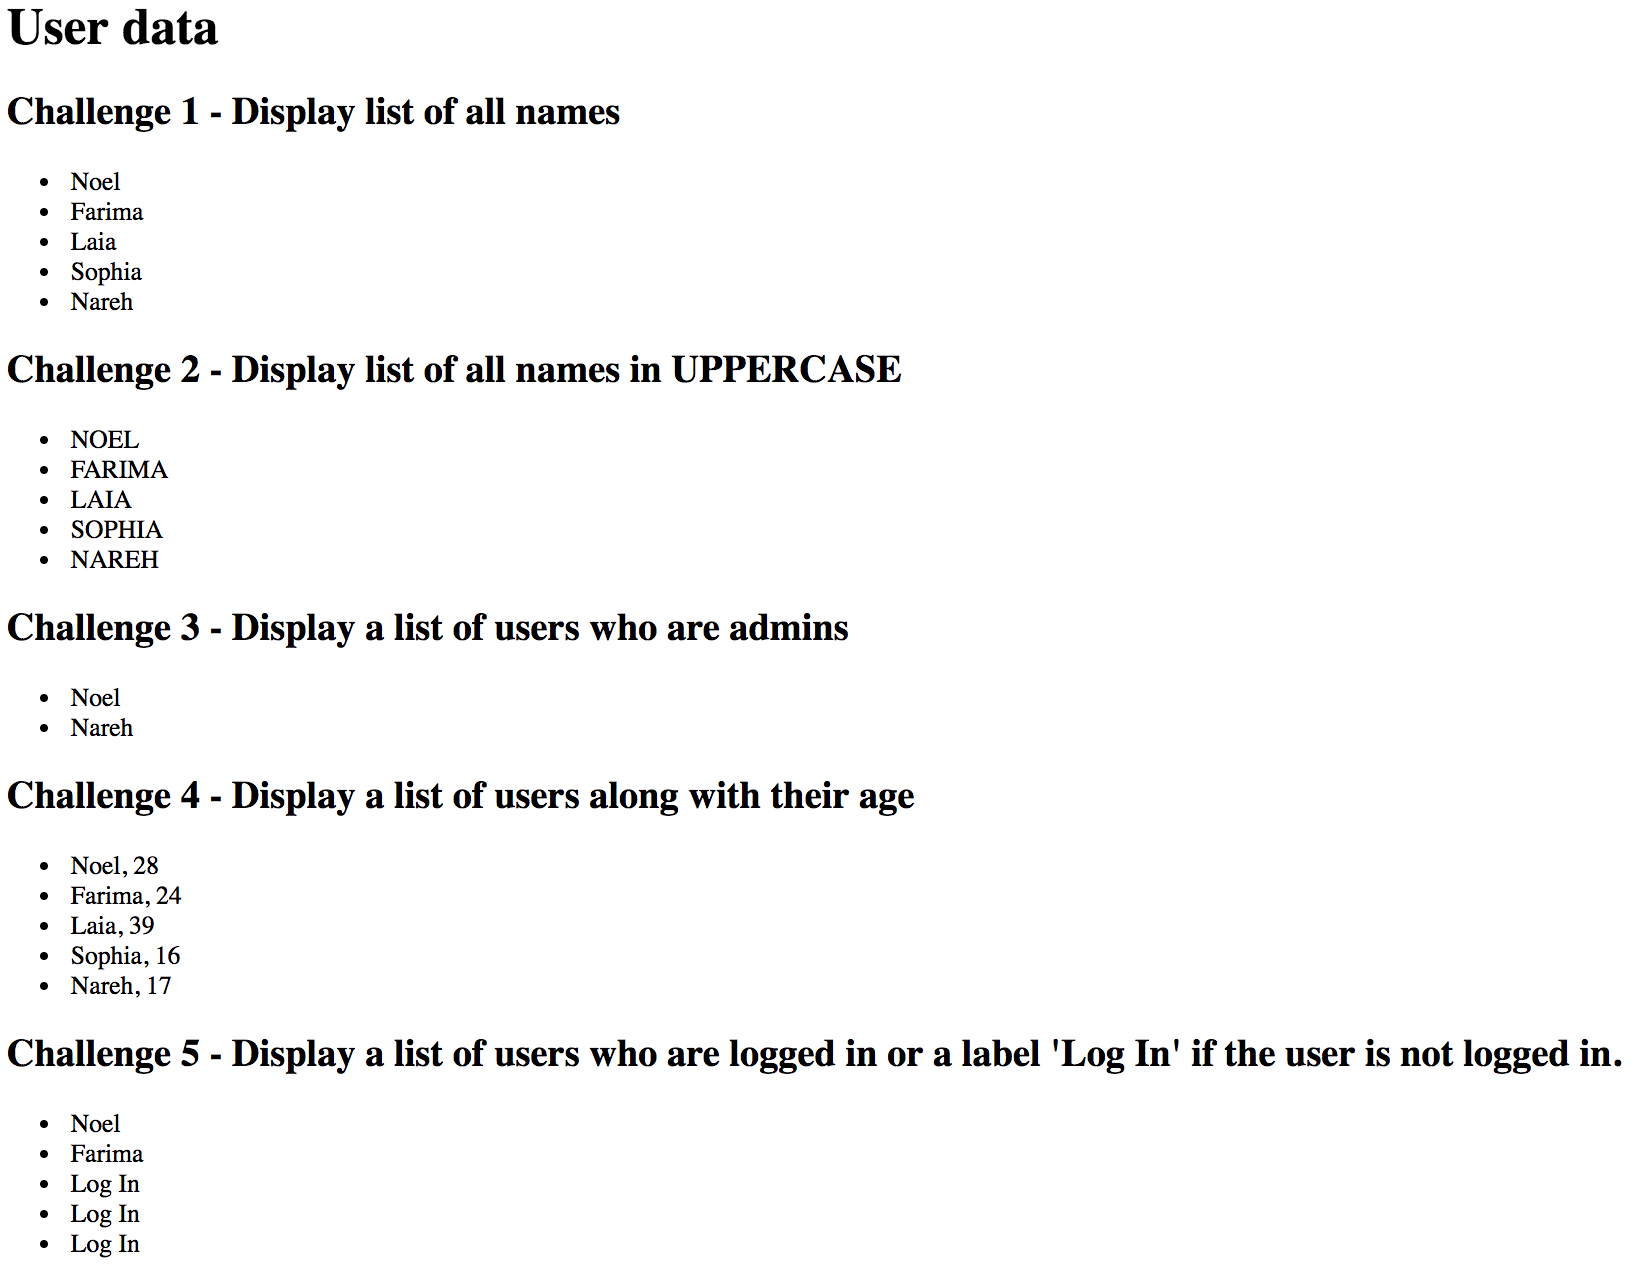 User data
Challenge 1 - Display list of all names
• Noel
• Farima
• Laia
• Sophia
• Nareh
Challenge 2 - Display list of all names in UPPERCASE
• NOEL
• FARIMA
• LAIA
• SOPHIA
• NAREH
Challenge 3 - Display a list of users who are admins
• Noel
• Nareh
Challenge 4 - Display a list of users along with their age
• Noel, 28
• Farima, 24
• Laia, 39
• Sophia, 16
• Nareh, 17
Challenge 5 - Display a list of users who are logged in or a label 'Log In' if the user is not logged in.
• Noel
• Farima
• Log In
• Log In
• Log In